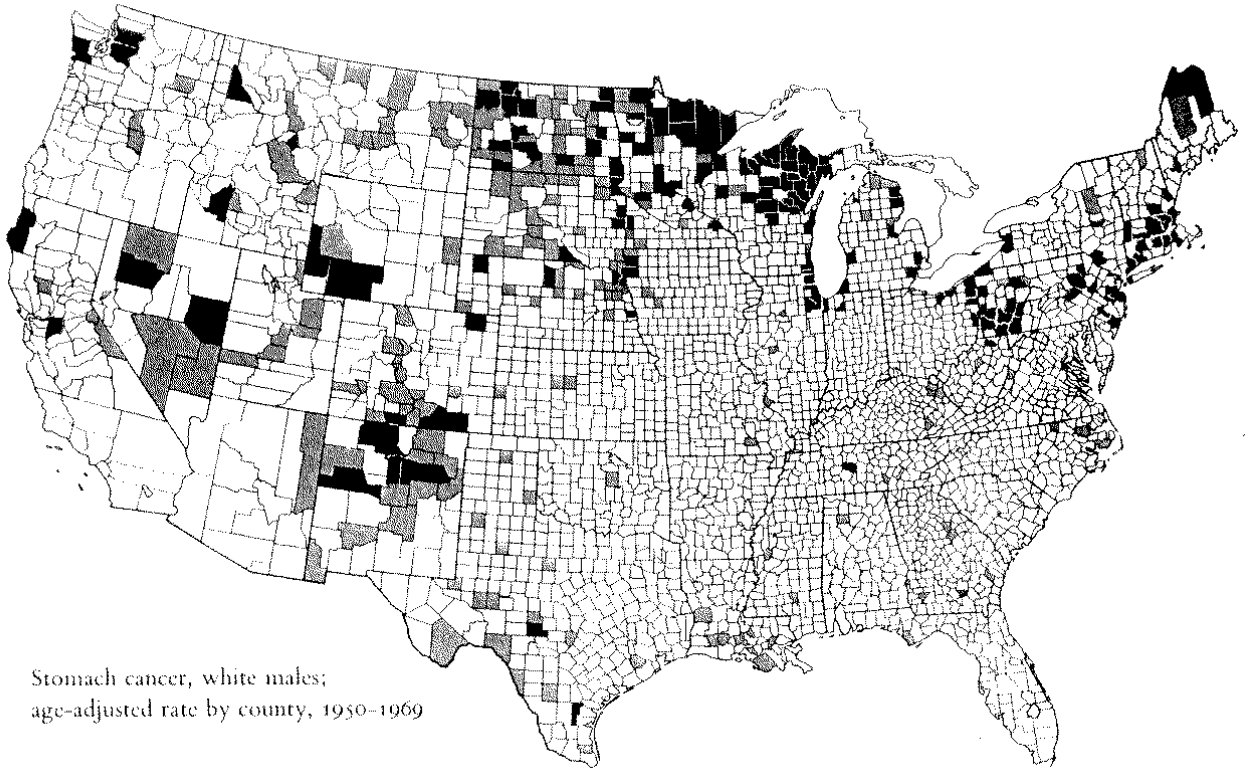 Stomach cancer, white males;
age-adjusted rate by county, 1950–1969